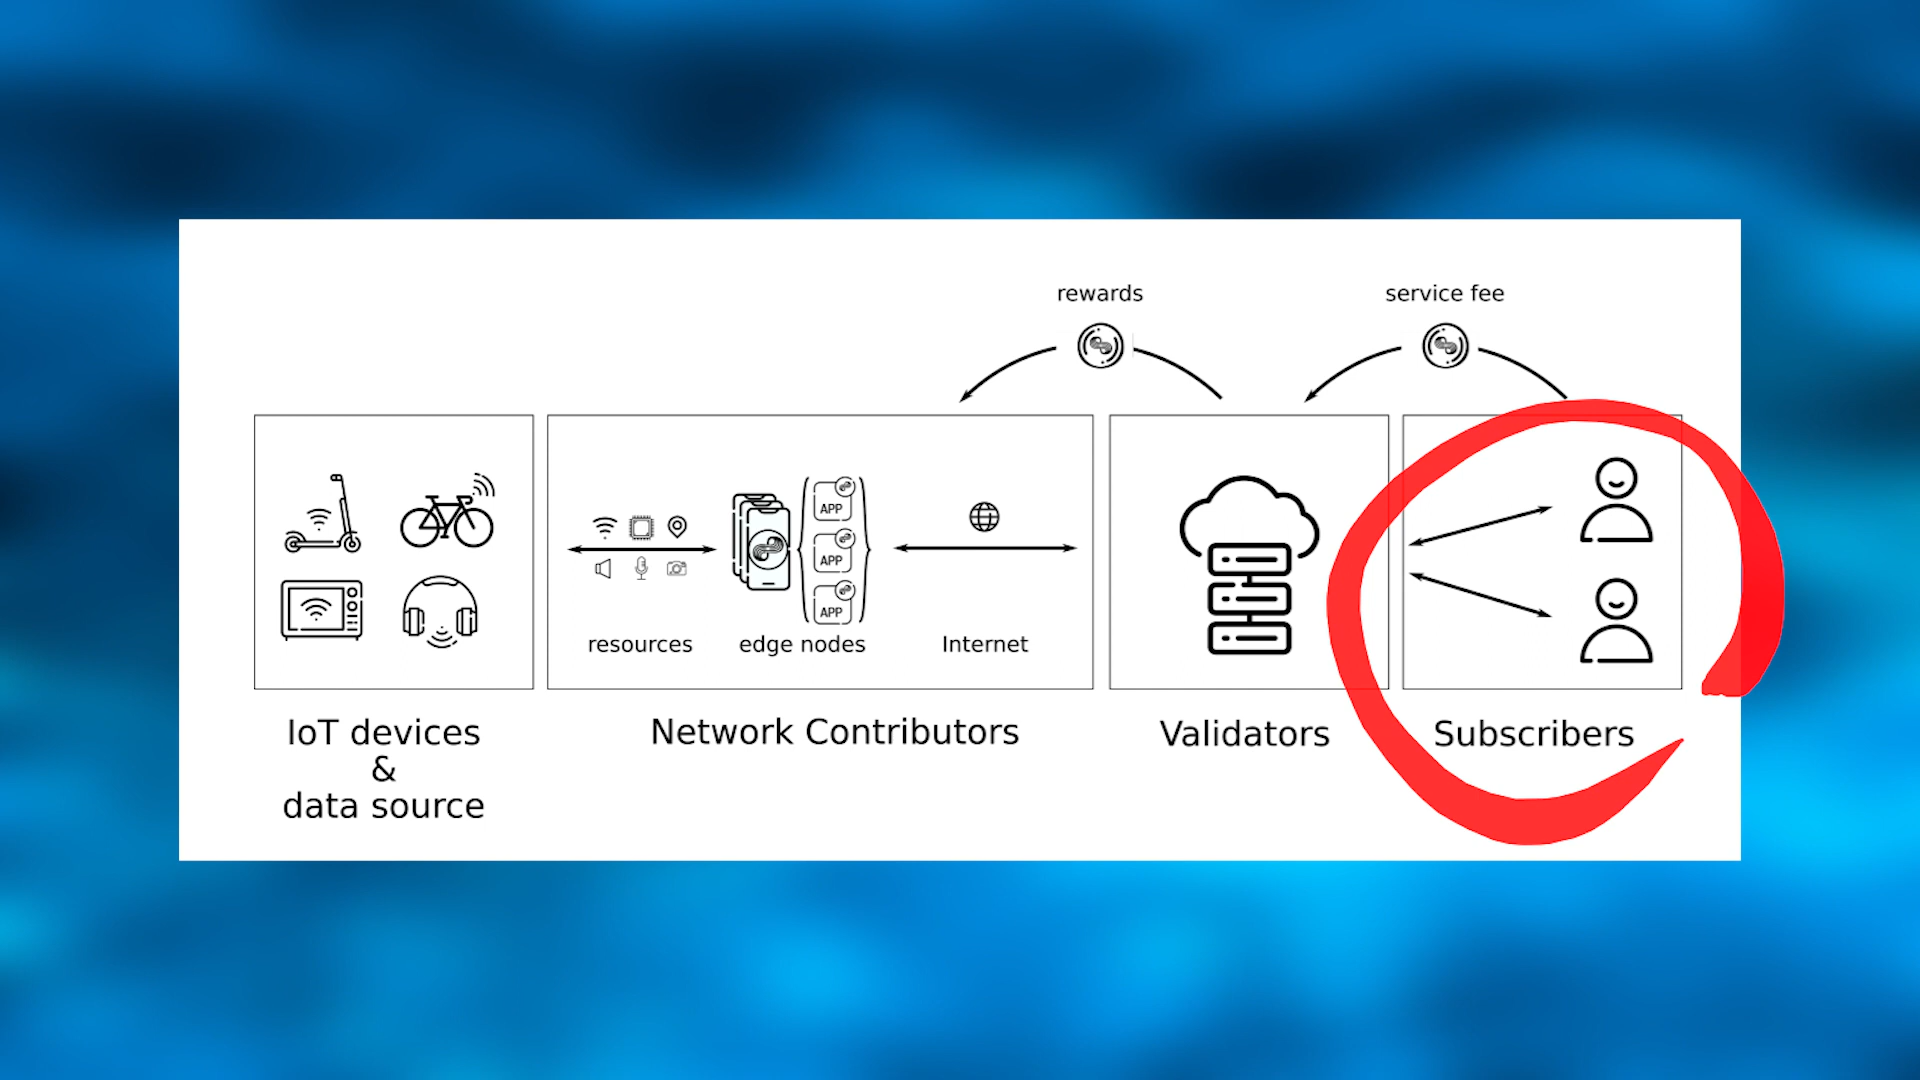 rewards
service fee
APP
APP
APP
resources
edge nodes
Internet
IoT devices
&
data source
Network Contributors
Validators
Subscribers